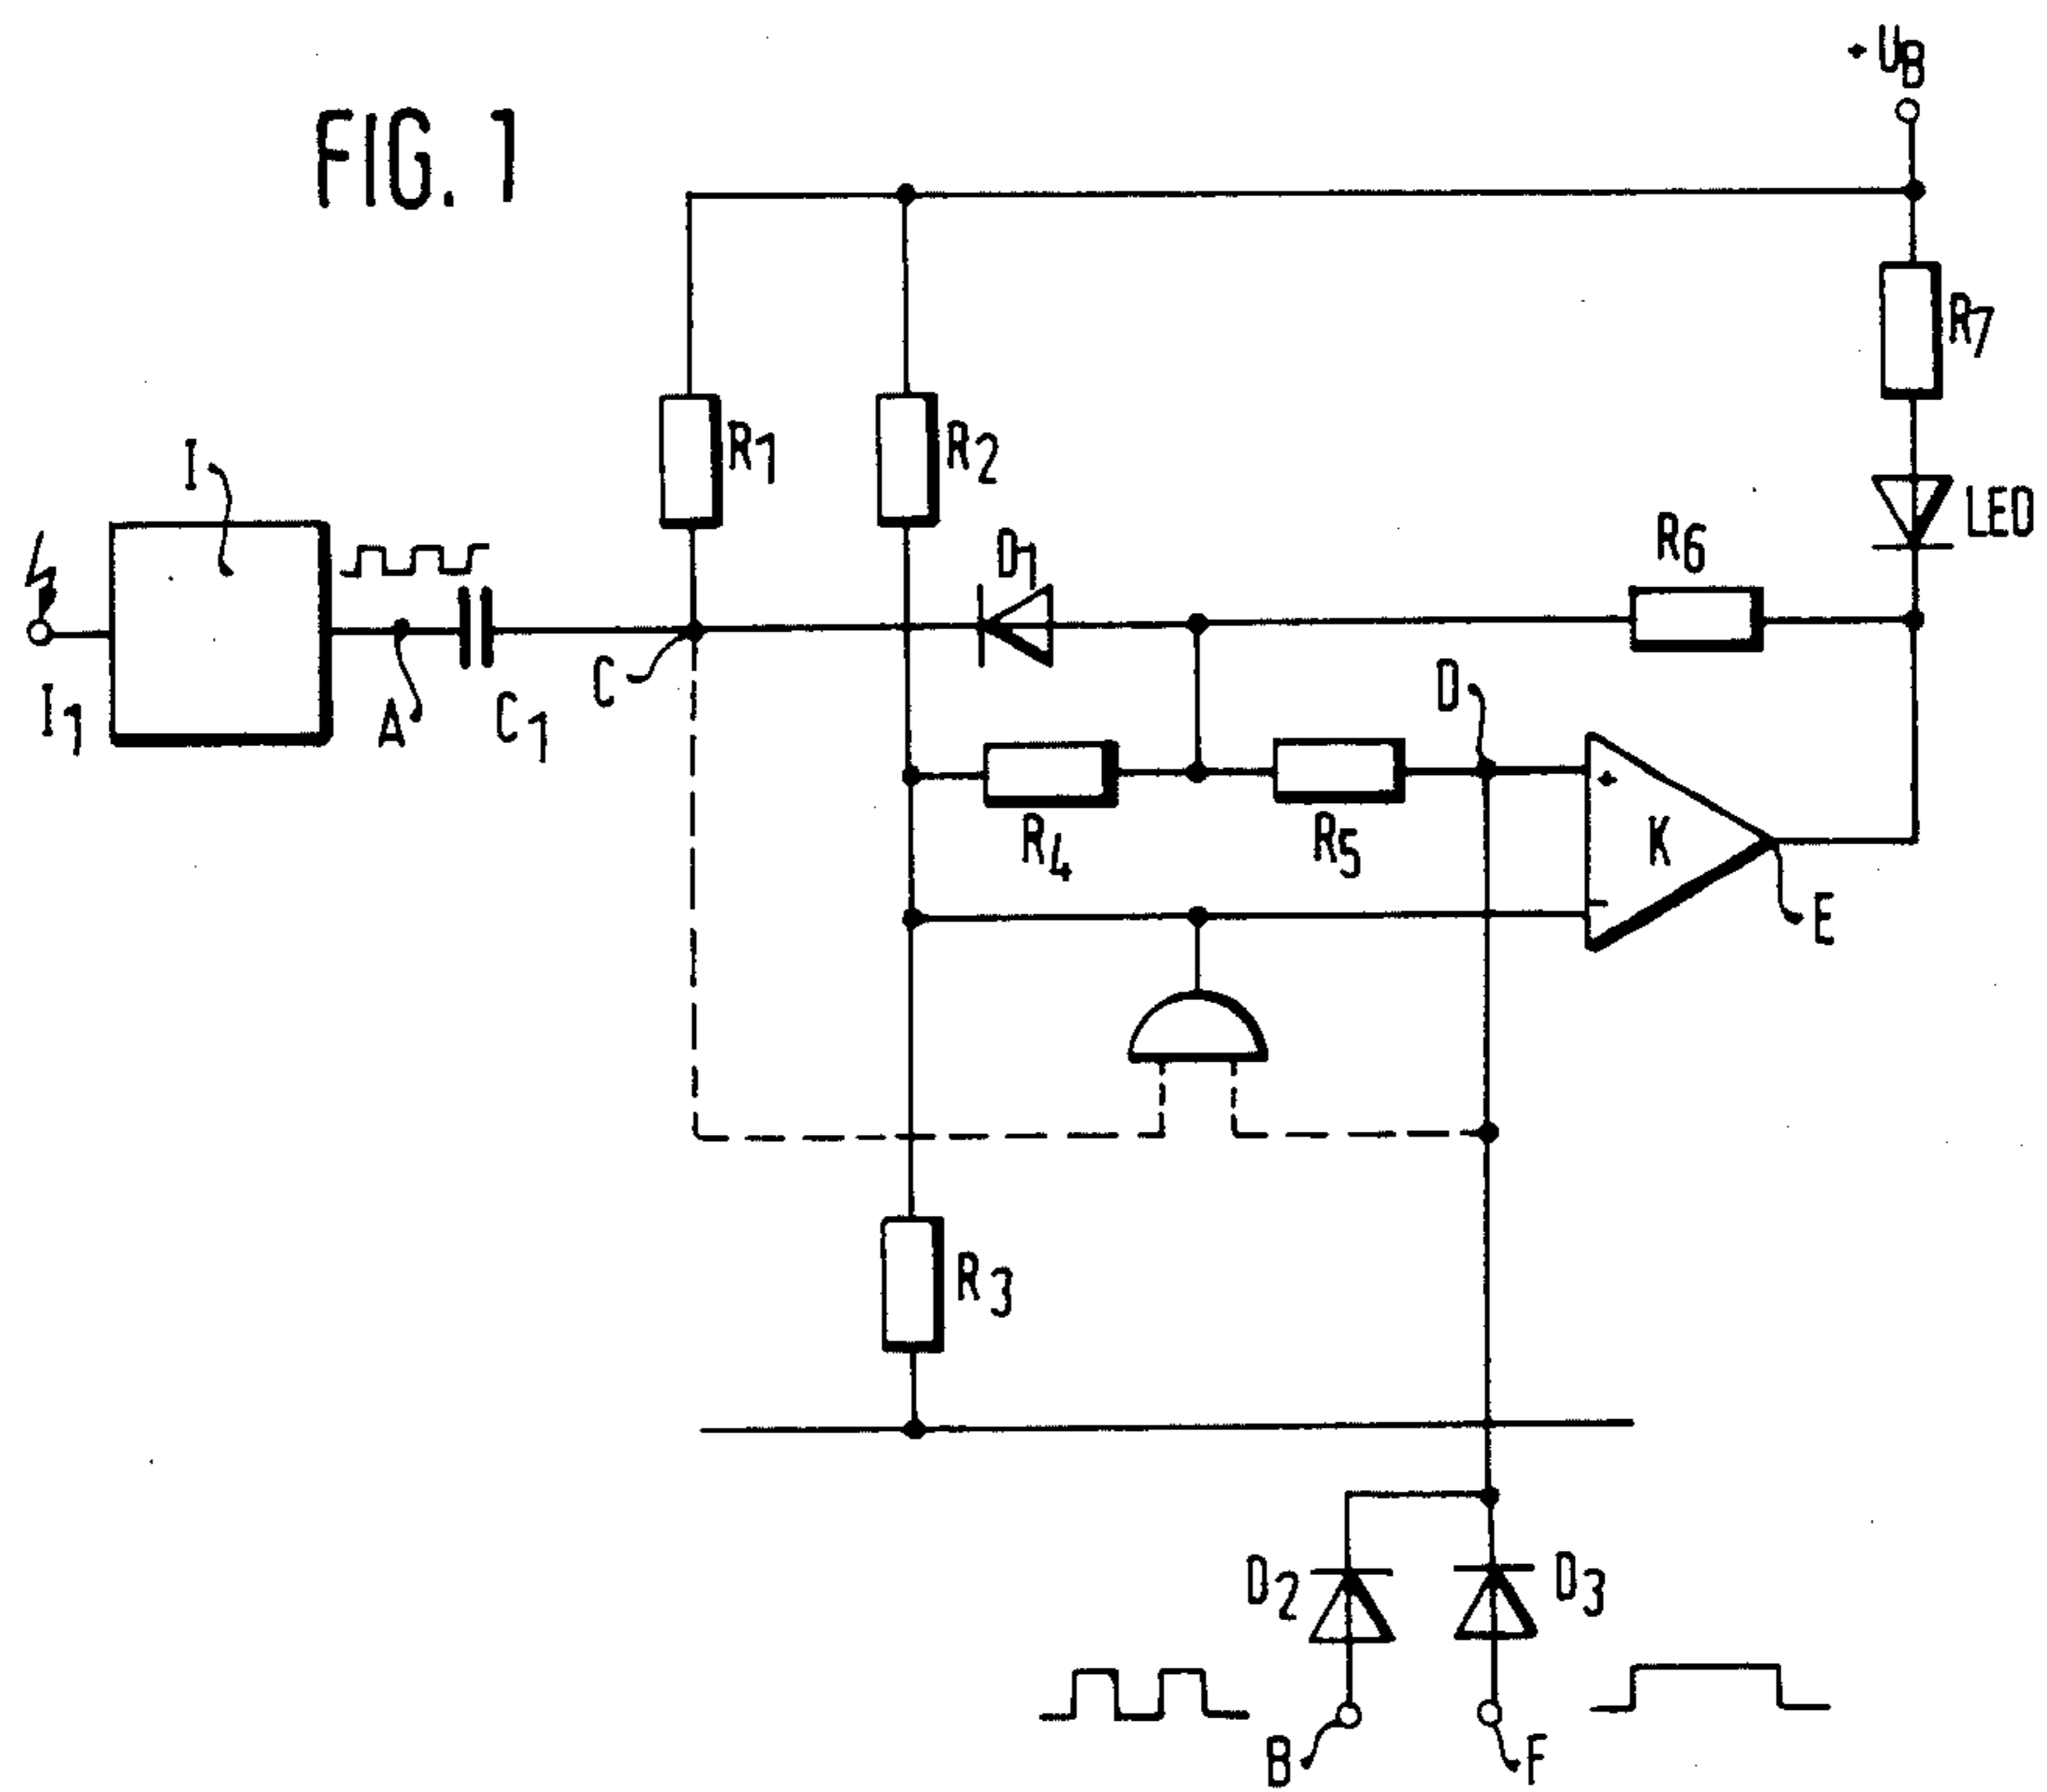 FIG. 1
+ UB
R7
R1
R2
I
LED
R6
D1
I1
A
C1
C
D
+
K
R4
R5
-
E
R3
D2
D3
B
F